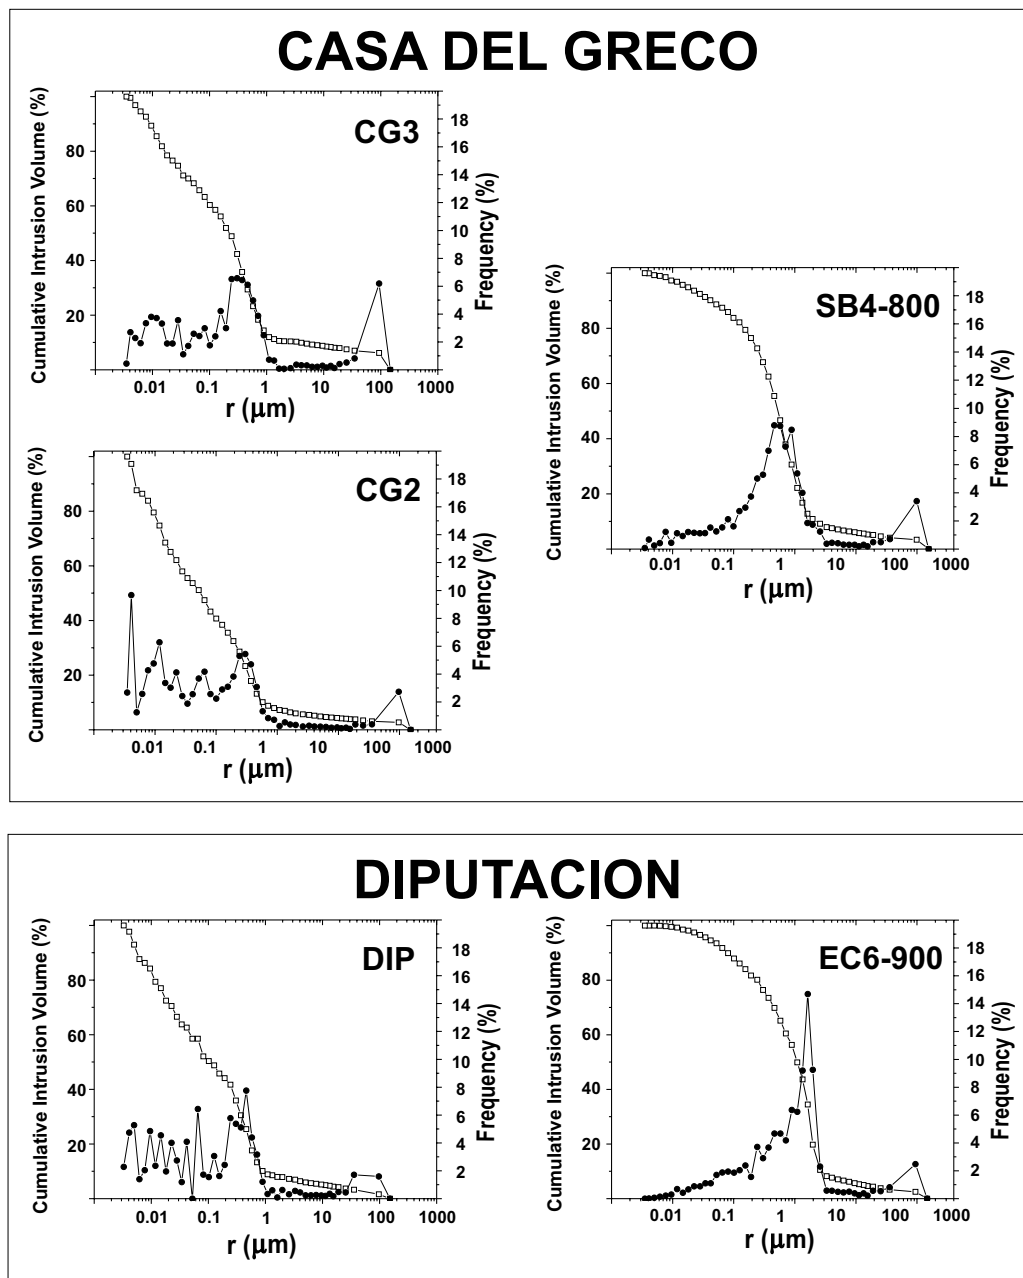 CASA DEL GRECO
CG3
Cumulative Intrusion Volume (%)
80
60
40
20
18
16
14
12
10
8
6
4
2
Frequency (%)
0.01 0.1 1 10 100 1000
r (μm)
CG2
Cumulative Intrusion Volume (%)
80
60
40
20
18
16
14
12
10
8
6
4
2
Frequency (%)
0.01 0.1 1 10 100 1000
r (μm)
SB4-800
Cumulative Intrusion Volume (%)
100
80
60
40
20
18
16
14
12
10
8
6
4
2
Frequency (%)
0.01 0.1 1 10 100 1000
r (μm)
DIPUTACION
DIP
Cumulative Intrusion Volume (%)
80
60
40
20
18
16
14
12
10
8
6
4
2
Frequency (%)
0.01 0.1 1 10 100 1000
r (μm)
EC6-900
Cumulative Intrusion Volume (%)
100
80
60
40
20
18
16
14
12
10
8
6
4
2
Frequency (%)
0.01 0.1 1 10 100 1000
r (μm)